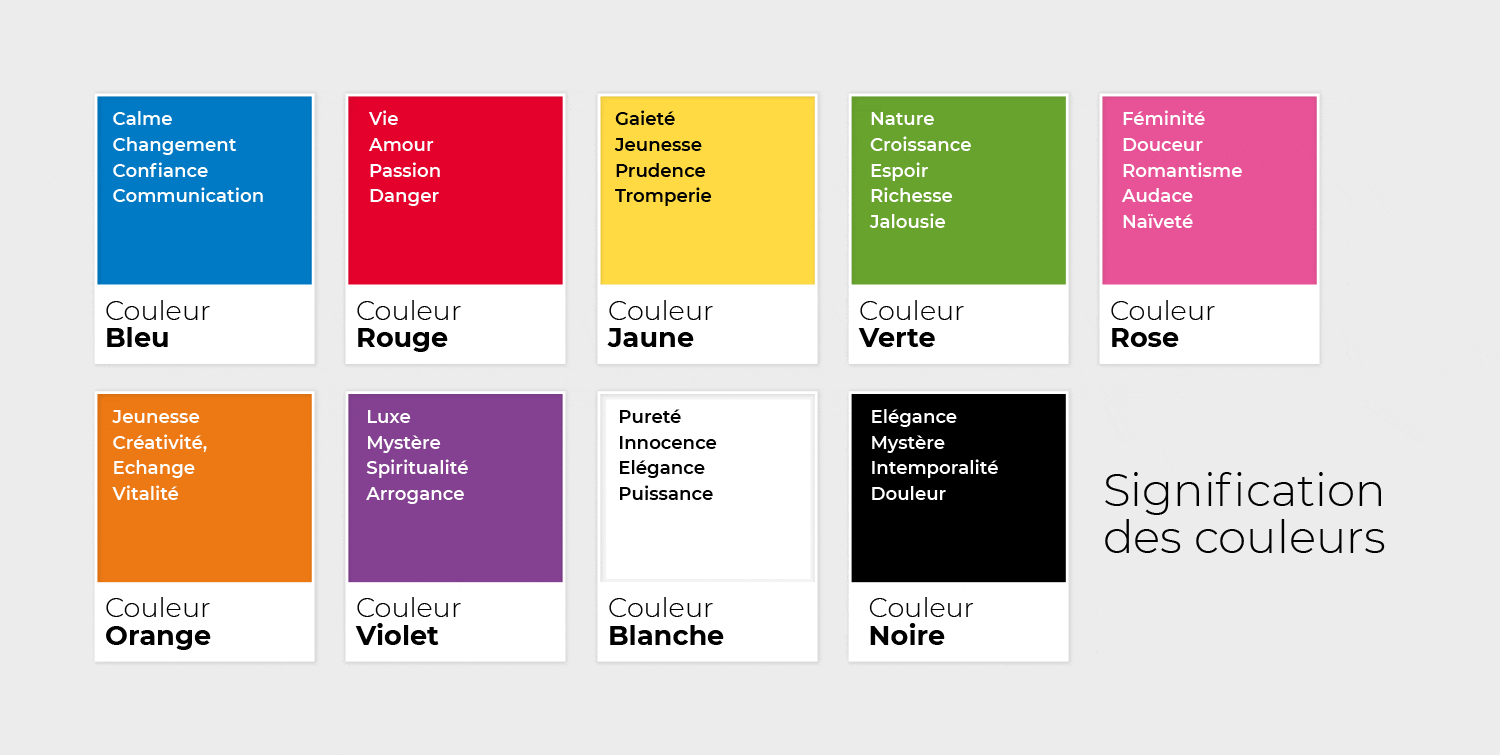 Calme
Changement
Confiance
Communication
Couleur
Bleu
Vie
Amour
Passion
Danger
Couleur
Rouge
Gaieté
Jeunesse
Prudence
Tromperie
Couleur
Jaune
Nature
Croissance
Espoir
Richesse
Jalousie
Couleur
Verte
Féminité
Douceur
Romantisme
Audace
Naïveté
Couleur
Rose
Jeunesse
Créativité,
Echange
Vitalité
Couleur
Orange
Luxe
Mystère
Spiritualité
Arrogance
Couleur
Violet
Pureté
Innocence
Elégance
Puissance
Couleur
Blanche
Elégance
Mystère
Intemporalité
Douleur
Couleur
Noire
Signification
des couleurs